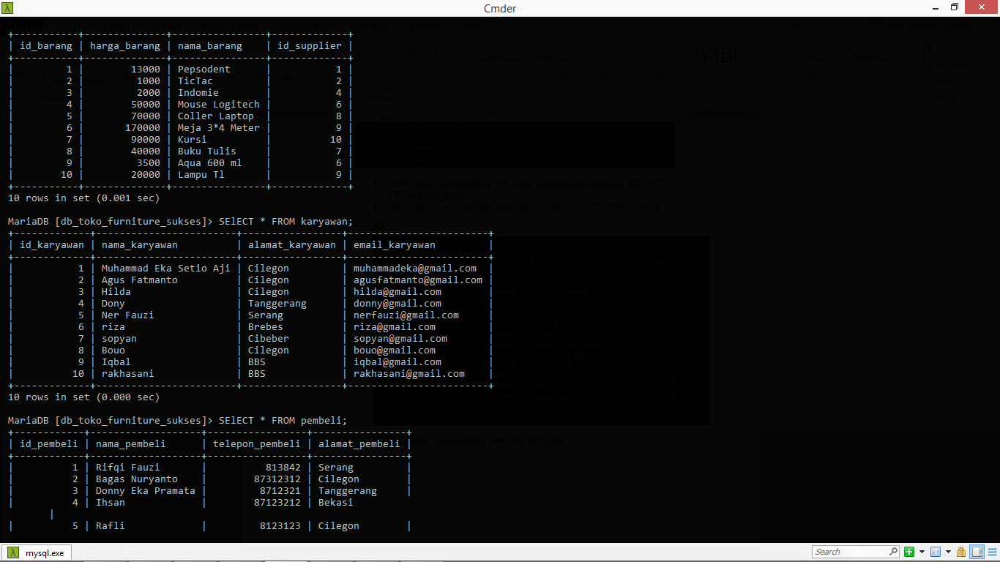 Cmder
+-----------+--------------+----------------+-------------+
| id_barang | harga_barang | nama_barang    | id_supplier |
+-----------+--------------+----------------+-------------+
|         1 |        13000 | Pepsodent      |           1 |
|         2 |         1000 | TicTac         |           2 |
|         3 |         2000 | Indomie        |           4 |
|         4 |        50000 | Mouse Logitech |           6 |
|         5 |        70000 | Coller Laptop  |           8 |
|         6 |       170000 | Meja 3*4 Meter |           9 |
|         7 |        90000 | Kursi          |          10 |
|         8 |        40000 | Buku Tulis     |           7 |
|         9 |         3500 | Aqua 600 ml    |           6 |
|        10 |        20000 | Lampu Tl       |           9 |
+-----------+--------------+----------------+-------------+
10 rows in set (0.001 sec)
MariaDB [db_toko_furniture_sukses]> SElECT * FROM karyawan;
+-------------+------------------------+-----------------+------------------------+
| id_karyawan | nama_karyawan          | alamat_karyawan | email_karyawan         |
+-------------+------------------------+-----------------+------------------------+
|           1 | Muhammad Eka Setio Aji | Cilegon         | muhammadeka@gmail.com  |
|           2 | Agus Fatmanto          | Cilegon         | agusfatmanto@gmail.com |
|           3 | Hilda                  | Cilegon         | hilda@gmail.com        |
|           4 | Dony                   | Tanggerang      | donny@gmail.com        |
|           5 | Ner Fauzi              | Serang          | nerfauzi@gmail.com     |
|           6 | riza                   | Brebes          | riza@gmail.com         |
|           7 | sopyan                 | Cibeber         | sopyan@gmail.com       |
|           8 | Bouo                   | Cilegon         | bouo@gmail.com         |
|           9 | Iqbal                  | BBS             | iqbal@gmail.com        |
|          10 | rakhasani              | BBS             | rakhasani@gmail.com    |
+-------------+------------------------+-----------------+------------------------+
10 rows in set (0.000 sec)
MariaDB [db_toko_furniture_sukses]> SElECT * FROM pembeli;
+------------+-------------------+-----------------+----------------+
| id_pembeli | nama_pembeli      | telepon_pembeli | alamat_pembeli |
+------------+-------------------+-----------------+----------------+
|          1 | Rifqi Fauzi       |          813842 | Serang         |
|          2 | Bagas Nuryanto    |        87312312 | Cilegon        |
|          3 | Donny Eka Pramata |         8712321 | Tanggerang     |
|          4 | Ihsan             |        87123212 | Bekasi
       |
|          5 | Rafli             |         8123123 | Cilegon        |
mysql.exe
Search